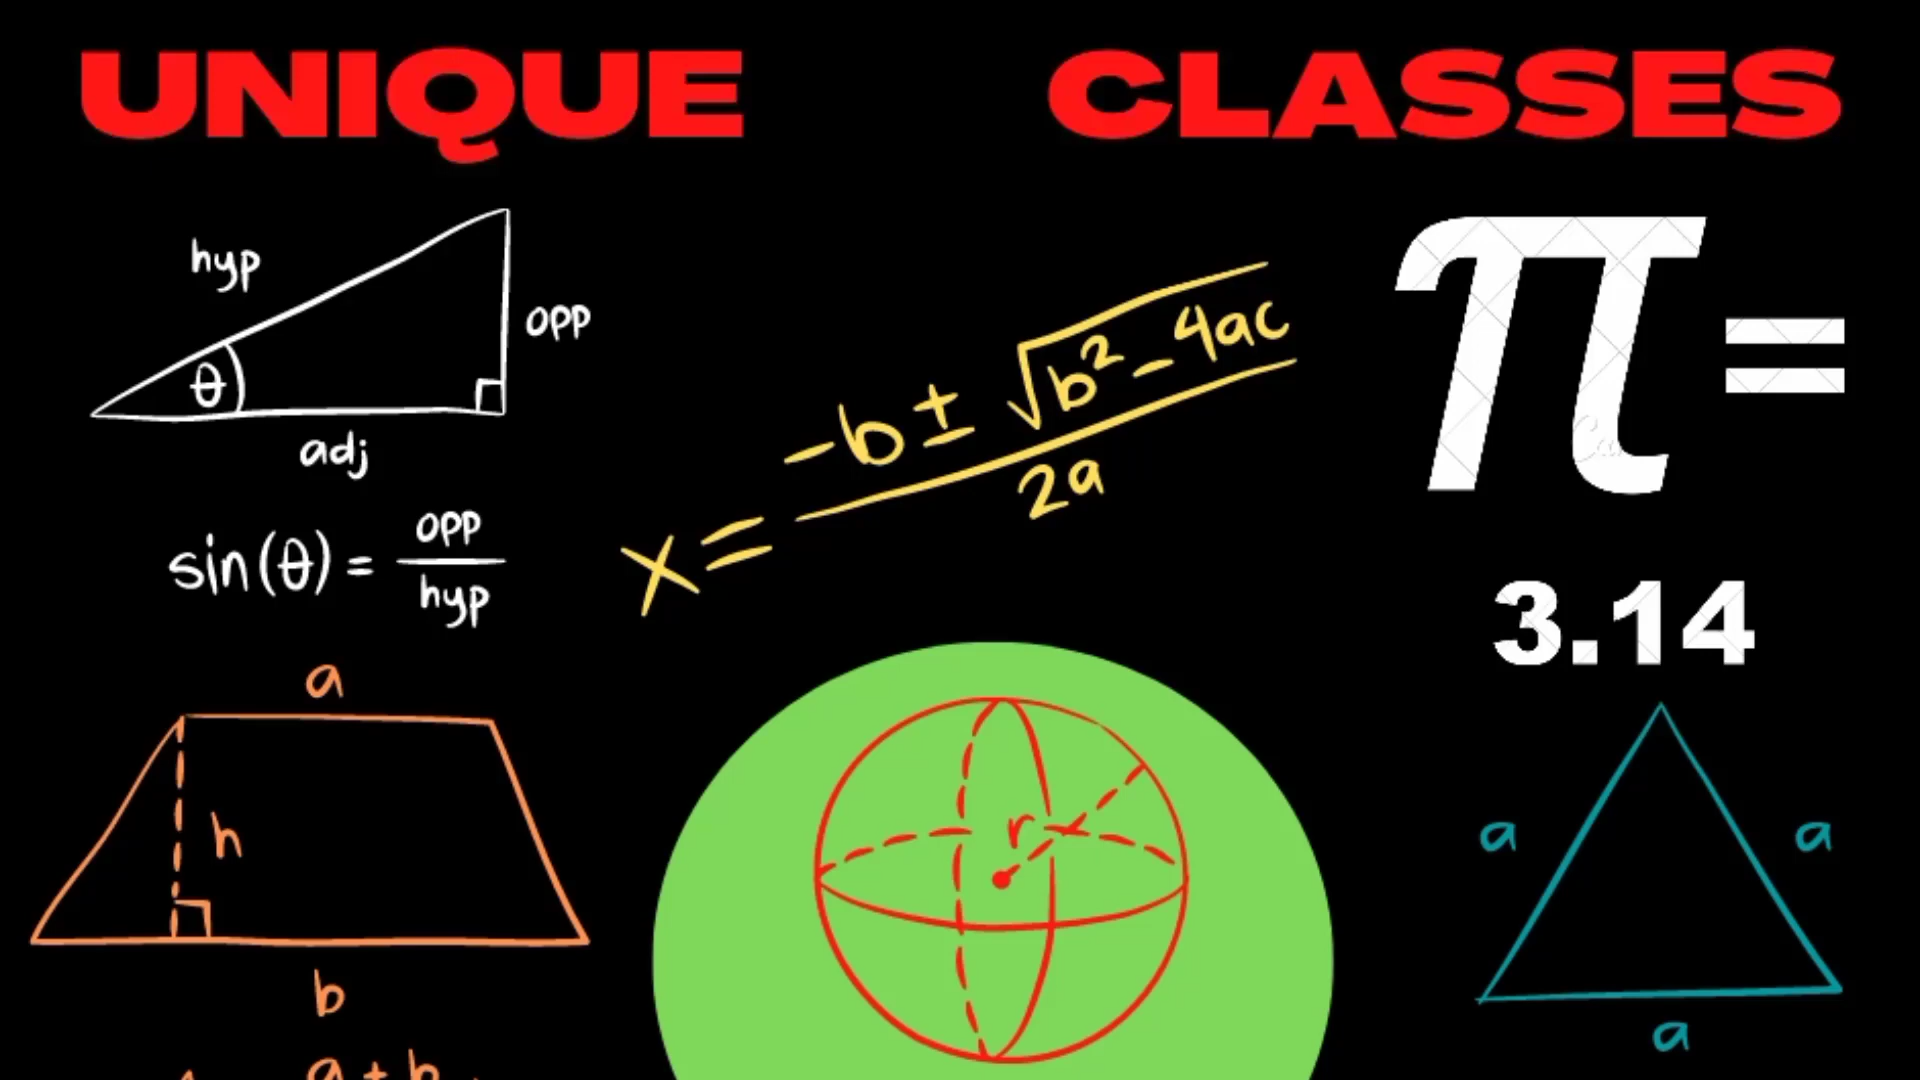 UNIQUE CLASSES
hyp
opp
θ
adj
sin(θ) = opp/hyp
x = -b ± √b² - 4ac / 2a
π =
3.14
a
h
b
a + b
r
a
a
a